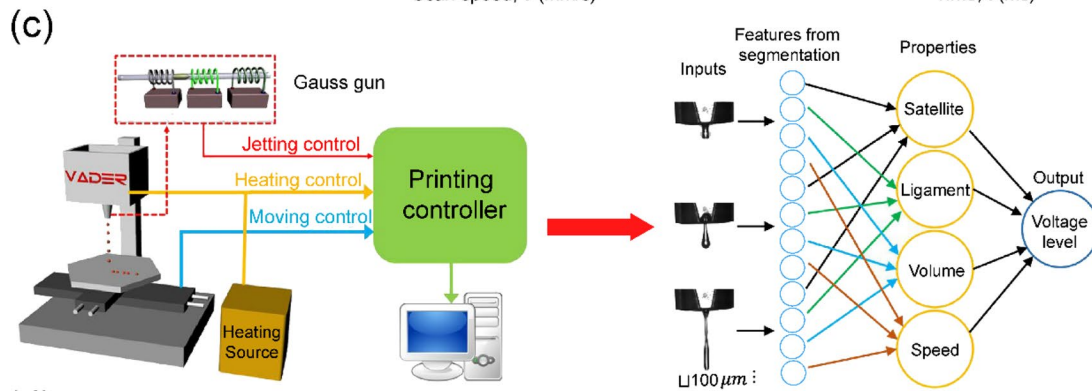 (c)
Gauss gun
VADER
Jetting control
Heating control
Moving control
Printing
controller
Heating
Source
Inputs
Features from
segmentation
Properties
Satellite
Ligament
Volume
Speed
Output
Voltage
level
100 μm